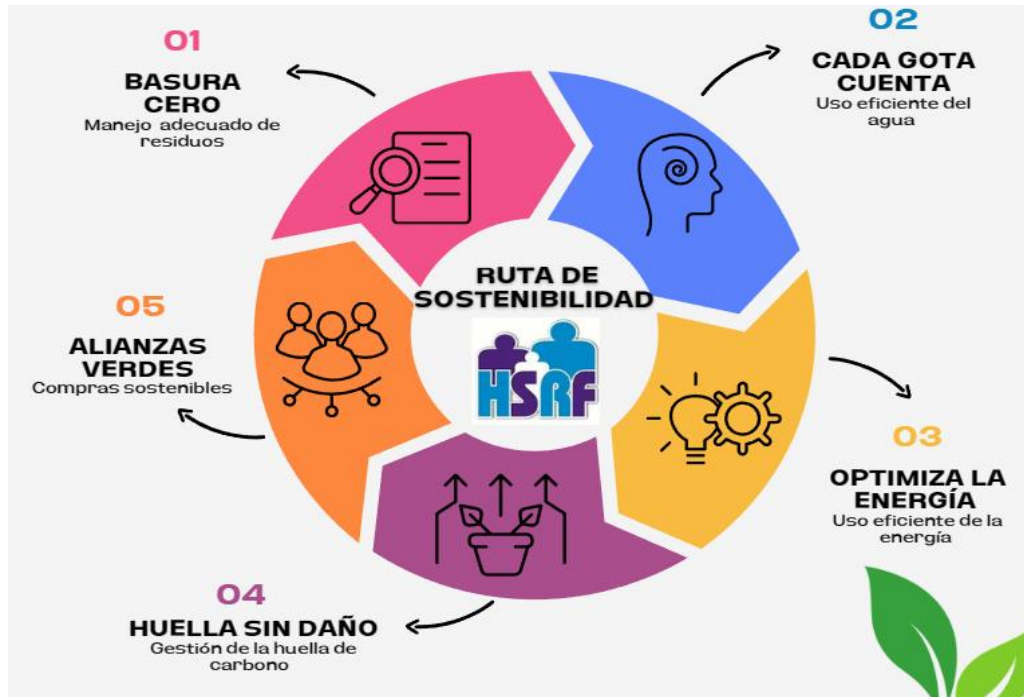 01
BASURA
CERO
Manejo adecuado de
residuos
02
CADA GOTA
CUENTA
Uso eficiente del
agua
RUTA DE
SOSTENIBILIDAD
HSRF
03
OPTIMIZA LA
ENERGÍA
Uso eficiente de la
energía
04
HUELLA SIN DAÑO
Gestión de la huella de
carbono
05
ALIANZAS
VERDES
Compras sostenibles